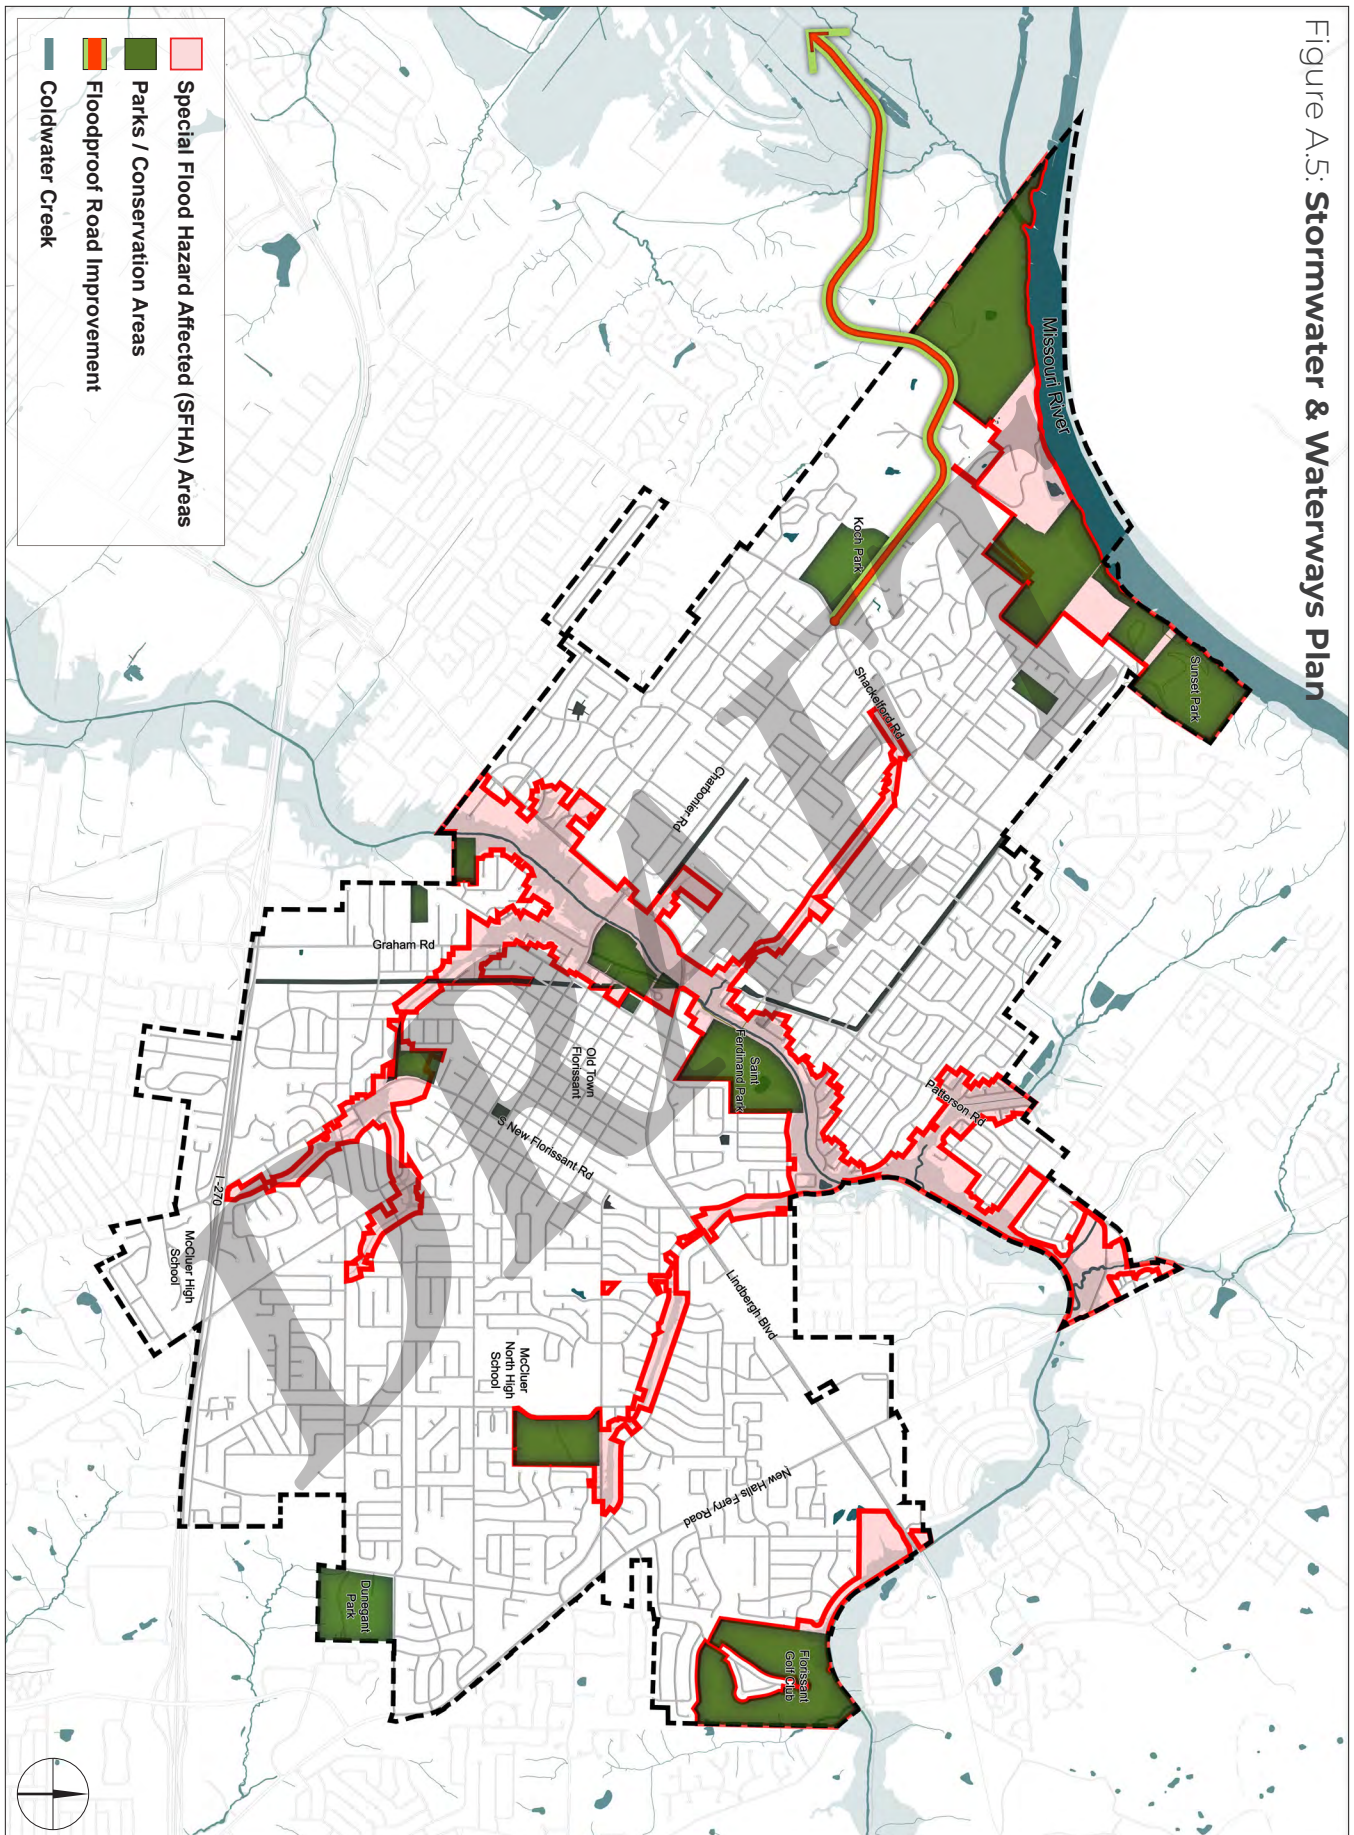 Figure A.5: Stormwater & Waterways Plan
Missouri River
Sunset Park
Koch Park
Shackelford Rd
Charbonier Rd
Patterson Rd
Saint
Ferdinand Park
Old Town
Florissant
Graham Rd
S New Florissant Rd
Lindbergh Blvd
I -270
McCluer High
School
McCluer
North High
School
New Halls Ferry Road
Florissant
Golf Club
Dunegant
Park
Special Flood Hazard Affected (SFHA) Areas
Parks / Conservation Areas
Floodproof Road Improvement
Coldwater Creek
DRAFT